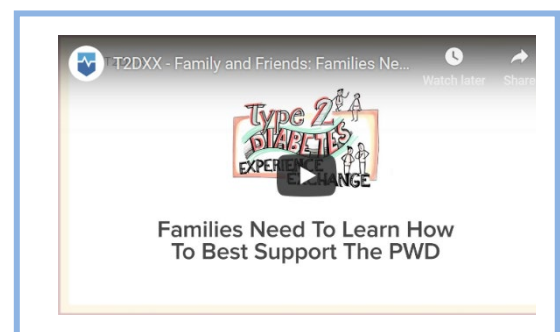 T2DXX - Family and Friends: Families Ne...
Watch later
Share
Type 2
DIABETES
EXPERIENCE
EXCHANGE
Families Need To Learn How
To Best Support The PWD